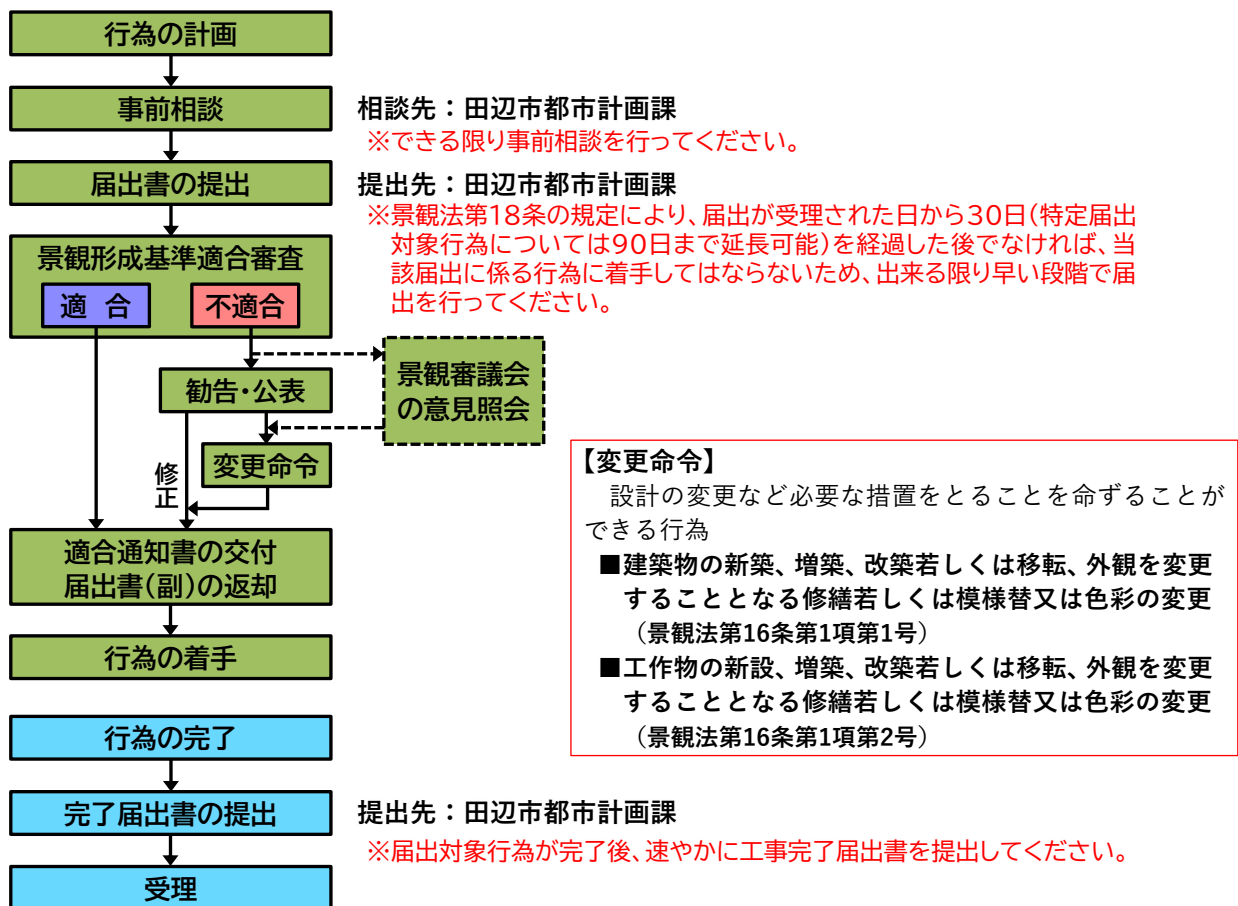 行為の計画
事前相談
相談先：田辺市都市計画課
※できる限り事前相談を行ってください。
届出書の提出
提出先：田辺市都市計画課
※景観法第18条の規定により、届出が受理された日から30日（特定届出
対象行為については90日まで延長可能）を経過した後でなければ、当
該届出に係る行為に着手してはならないため、出来る限り早い段階で届
出を行ってください。
景観形成基準適合審査
適 合
不適合
景観審議会
の意見照会
勧告・公表
変更命令
修正
適合通知書の交付
届出書（副）の返却
行為の着手
【変更命令】
設計の変更など必要な措置をとることを命ずることが
できる行為
■建築物の新築、増築、改築若しくは移転、外観を変更
することとなる修繕若しくは模様替又は色彩の変更
（景観法第16条第1項第1号）
■工作物の新設、増築、改築若しくは移転、外観を変更
することとなる修繕若しくは模様替又は色彩の変更
（景観法第16条第1項第2号）
行為の完了
完了届出書の提出
提出先：田辺市都市計画課
※届出対象行為が完了後、速やかに工事完了届出書を提出してください。
受理